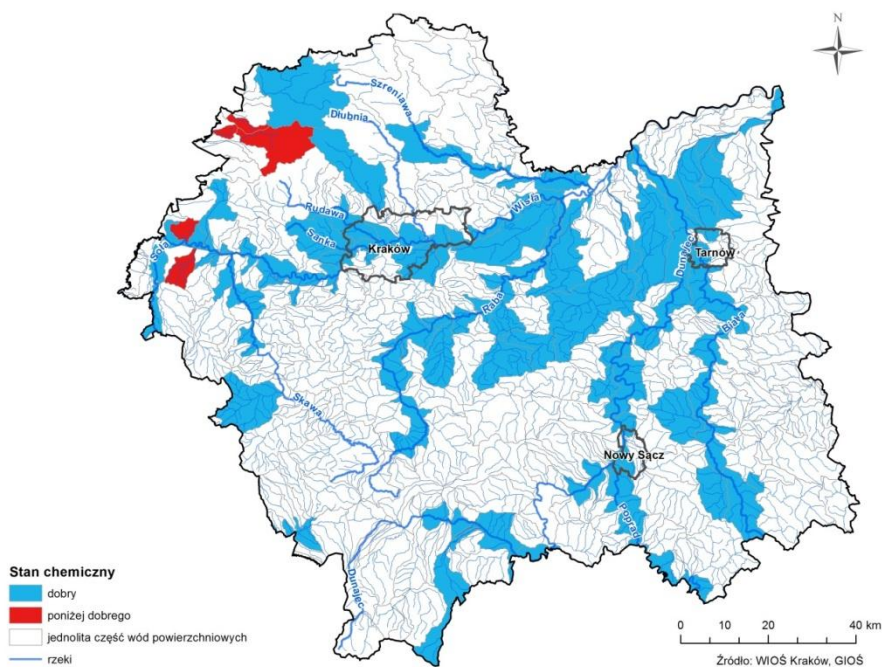 N
Szreniawa
Dłubnia
Rudawa
Sanka
Wisła
Kraków
Soła
Dunajec
Tarnów
Raba
Biała
Skawa
Nowy Sącz
Poprad
Dunajec
Stan chemiczny
dobry
poniżej dobrego
jednolita część wód powierzchniowych
rzeki
0 10 20 40 km
Źródło: WIOŚ Kraków, GIOŚ